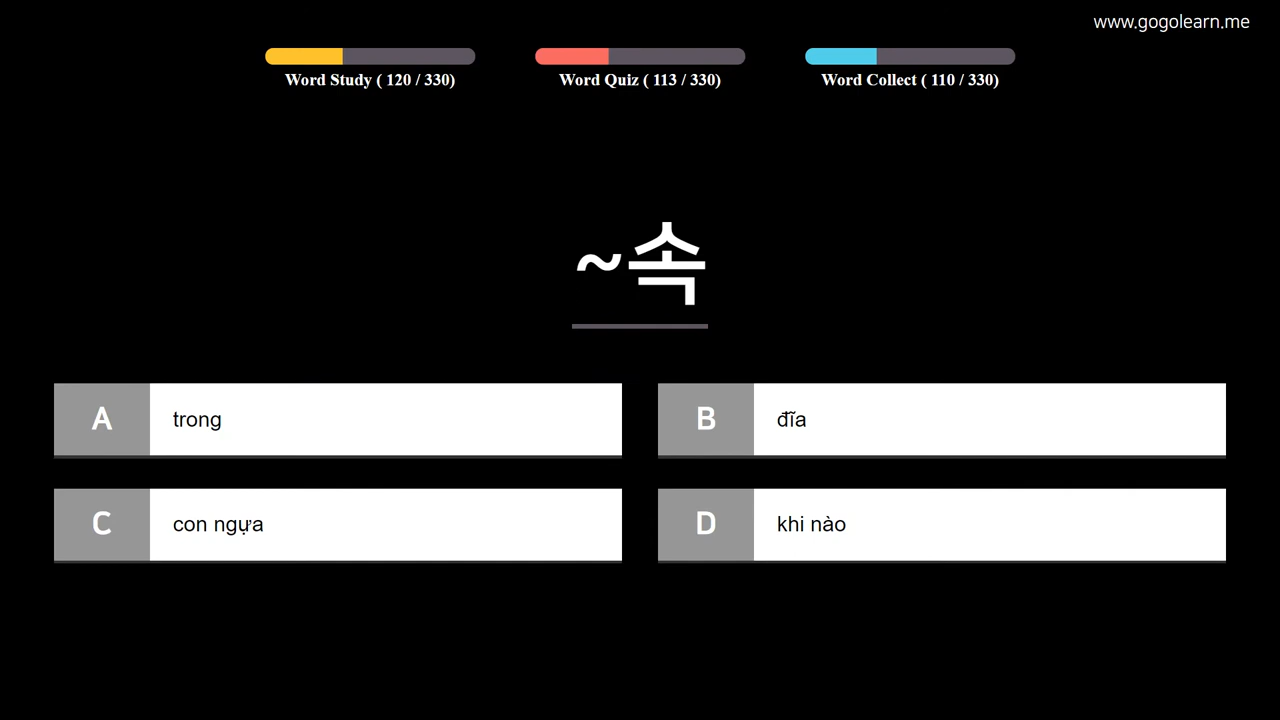 www.gogolearn.me
Word Study ( 120 / 330)
Word Quiz ( 113 / 330)
Word Collect ( 110 / 330)
~속
A trong
B đĩa
C con ngựa
D khi nào